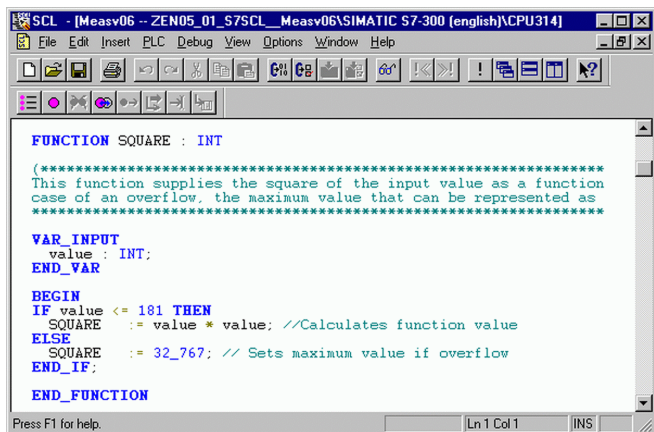 SCL - [Measv06 -- ZEN05_01_S7SCL__Measv06\SIMATIC S7-300 (english)\CPU314]
File Edit Insert PLC Debug View Options Window Help
FUNCTION SQUARE : INT
(*****************************************************************
This function supplies the square of the input value as a function
case of an overflow, the maximum value that can be represented as
******************************************************************
VAR_INPUT
value : INT;
END_VAR
BEGIN
IF value <= 181 THEN
SQUARE := value * value; //Calculates function value
ELSE
SQUARE := 32_767; // Sets maximum value if overflow
END_IF;
END_FUNCTION
Press F1 for help. Ln 1 Col 1 INS